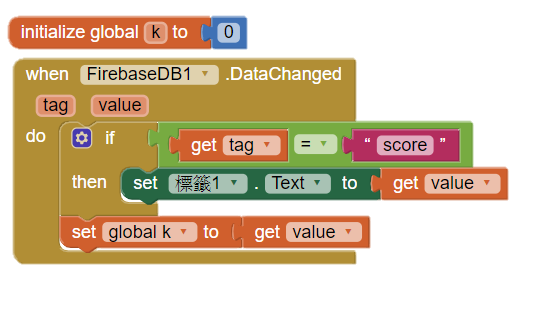 initialize global k to 0
when FirebaseDB1 .DataChanged
tag value
do if get tag = " score "
then set 標籤1 . Text to get value
set global k to get value